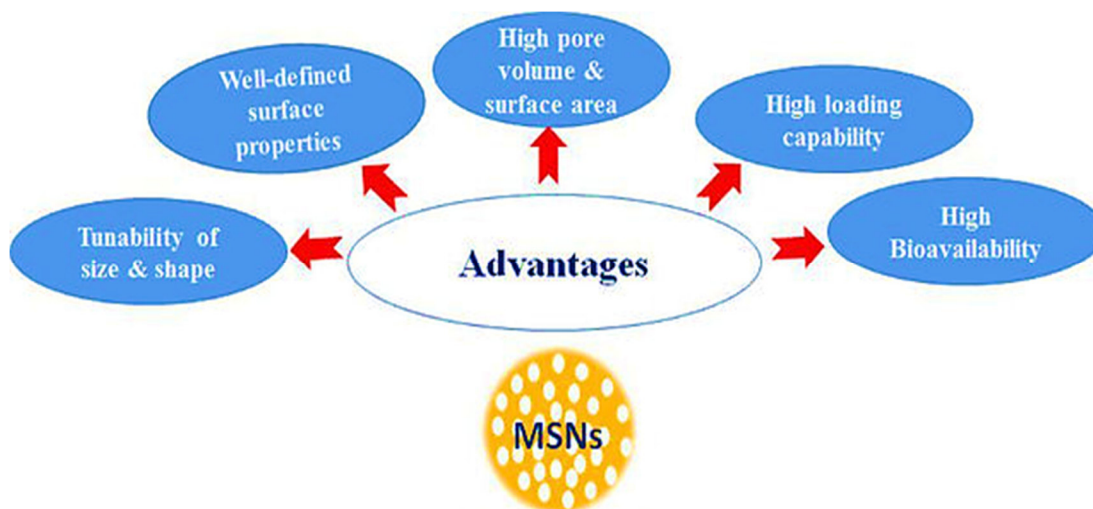 Tunability of
size & shape
Well-defined
surface
properties
High pore
volume &
surface area
High loading
capability
High
Bioavailability
Advantages
MSNs